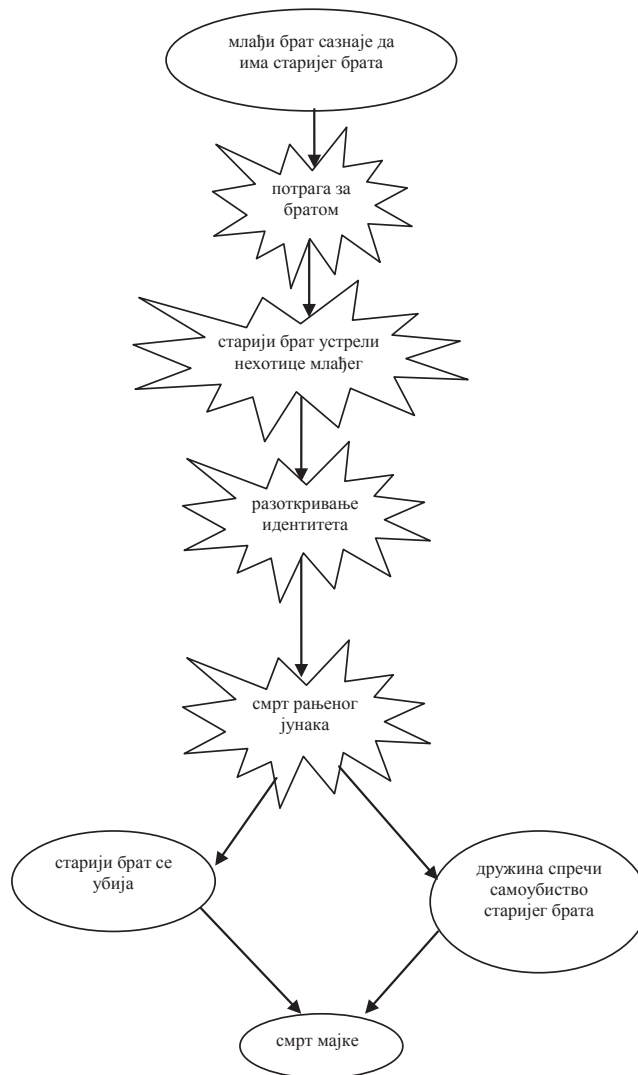 млађи брат сазнаје да
има старијег брата
потрага за
братом
старији брат устрели
нехотице млађег
разоткривање
идентитета
смрт рањеног
јунака
старији брат се
убија
дружина спречи
самоубиство
старијег брата
смрт мајке